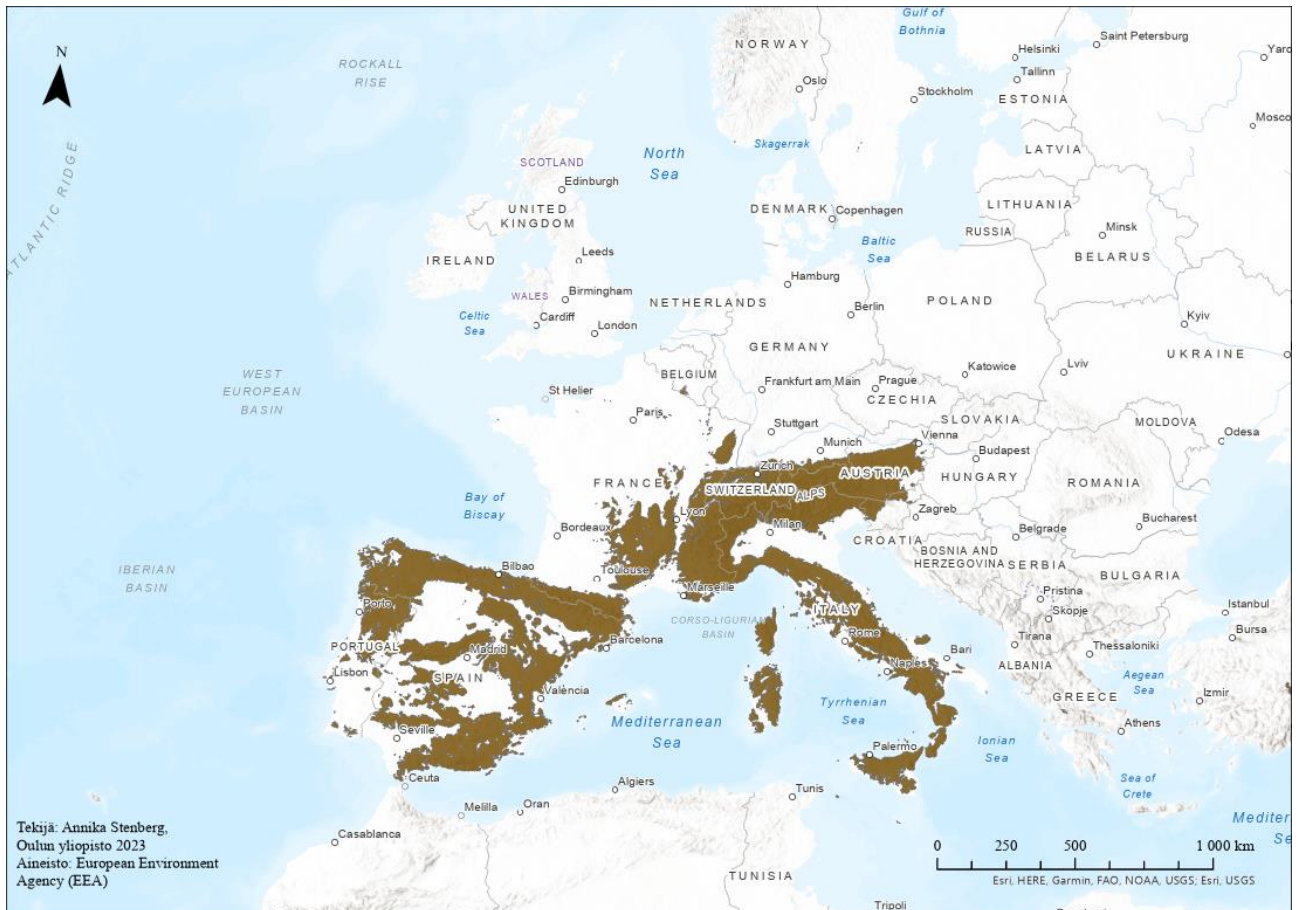 Gulf of
Bothnia
Saint Petersburg
NORWAY
Helsinki
N
ROCKALL
RISE
Oslo
Tallinn
Stockholm
ESTONIA
Skagerrak
North
Sea
LATVIA
SCOTLAND
Edinburgh
ATLANTIC RIDGE
UNITED
KINGDOM
DENMARK
Copenhagen
LITHUANIA
Minsk
RUSSIA
Baltic
Sea
BELARUS
IRELAND
Leeds
Hamburg
WALES
Birmingham
NETHERLANDS
POLAND
Berlin
Celtic
Sea
Cardiff
London
Kyiv
GERMANY
UKRAINE
WEST
EUROPEAN
BASIN
BELGIUM
Katowice
Lviv
St Helier
Frankfurt am Main
Prague
CZECHIA
Paris
Stuttgart
SLOVAKIA
MOLDOVA
Munich
Vienna
Odesa
Budapest
Zürich
AUSTRIA
HUNGARY
FRANCE
SWITZERLAND
ALPS
ROMANIA
Bay of
Biscay
Lyon
Zagreb
Milan
Bucharest
Bordeaux
Belgrade
CROATIA
BOSNIA AND
HERZEGOVINA
SERBIA
IBERIAN
BASIN
Bilbao
Toulouse
BULGARIA
Marseille
Pristina
Porto
ITALY
Skopje
Istanbul
CORSO-LIGURIAN
BASIN
Bursa
PORTUGAL
Barcelona
Rome
Tirana
Madrid
Bari
Thessaloniki
Lisbon
SPAIN
Naples
ALBANIA
Aegean
Sea
València
GREECE
Izmir
Tyrrhenian
Sea
Mediterranean
Sea
Seville
Ionian
Sea
Athens
Palermo
Ceuta
Algiers
Tunis
Sea of
Crete
Melilla
Oran
Casablanca
Tekijä: Annika Stenberg,
Oulun yliopisto 2023
Aineisto: European Environment
Agency (EEA)
0 250 500 1 000 km
Esri, HERE, Garmin, FAO, NOAA, USGS; Esri, USGS
TUNISIA
Tripoli